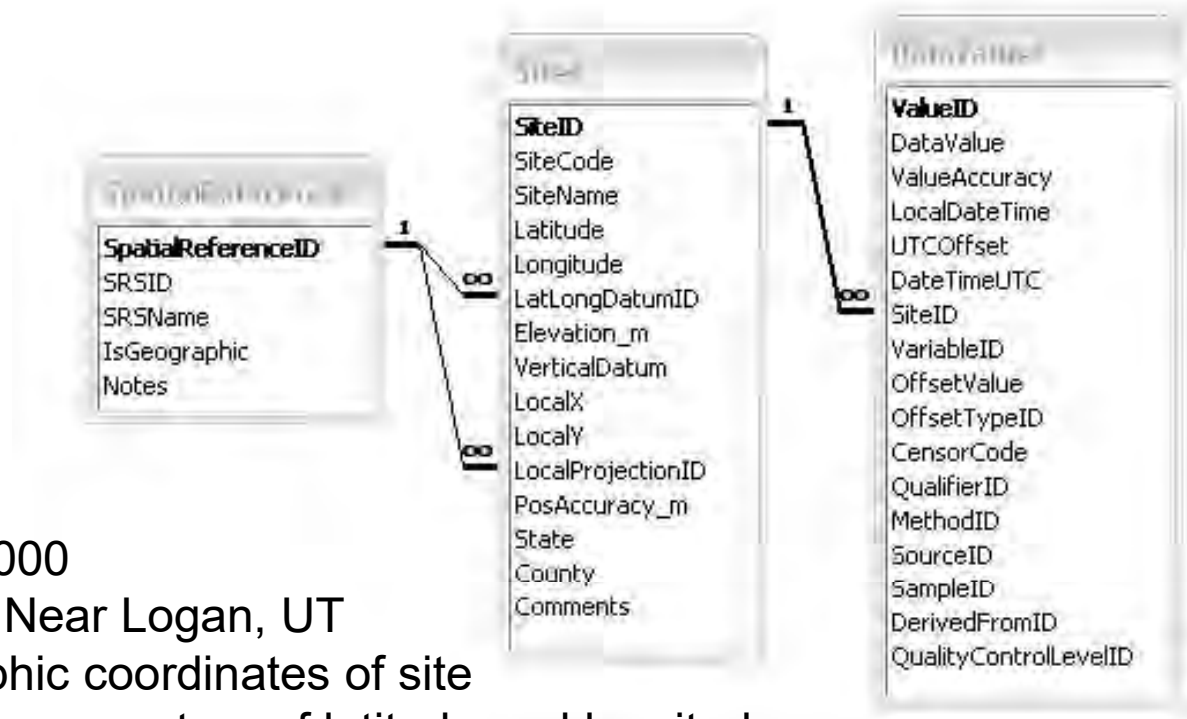 SpatialReferenceID
SRSID
SRSName
IsGeographic
Notes
1
∞
∞
Sites
SiteID
SiteCode
SiteName
Latitude
Longitude
LatLongDatumID
Elevation_m
VerticalDatum
LocalX
LocalY
LocalProjectionID
PosAccuracy_m
State
County
Comments
1
∞
DataValues
ValueID
DataValue
ValueAccuracy
LocalDateTime
UTCOffset
DateTimeUTC
SiteID
VariableID
OffsetValue
OffsetTypeID
CensorCode
QualifierID
MethodID
SourceID
SampleID
DerivedFromID
QualityControlLevelID
000
Near Logan, UT
phic coordinates of site